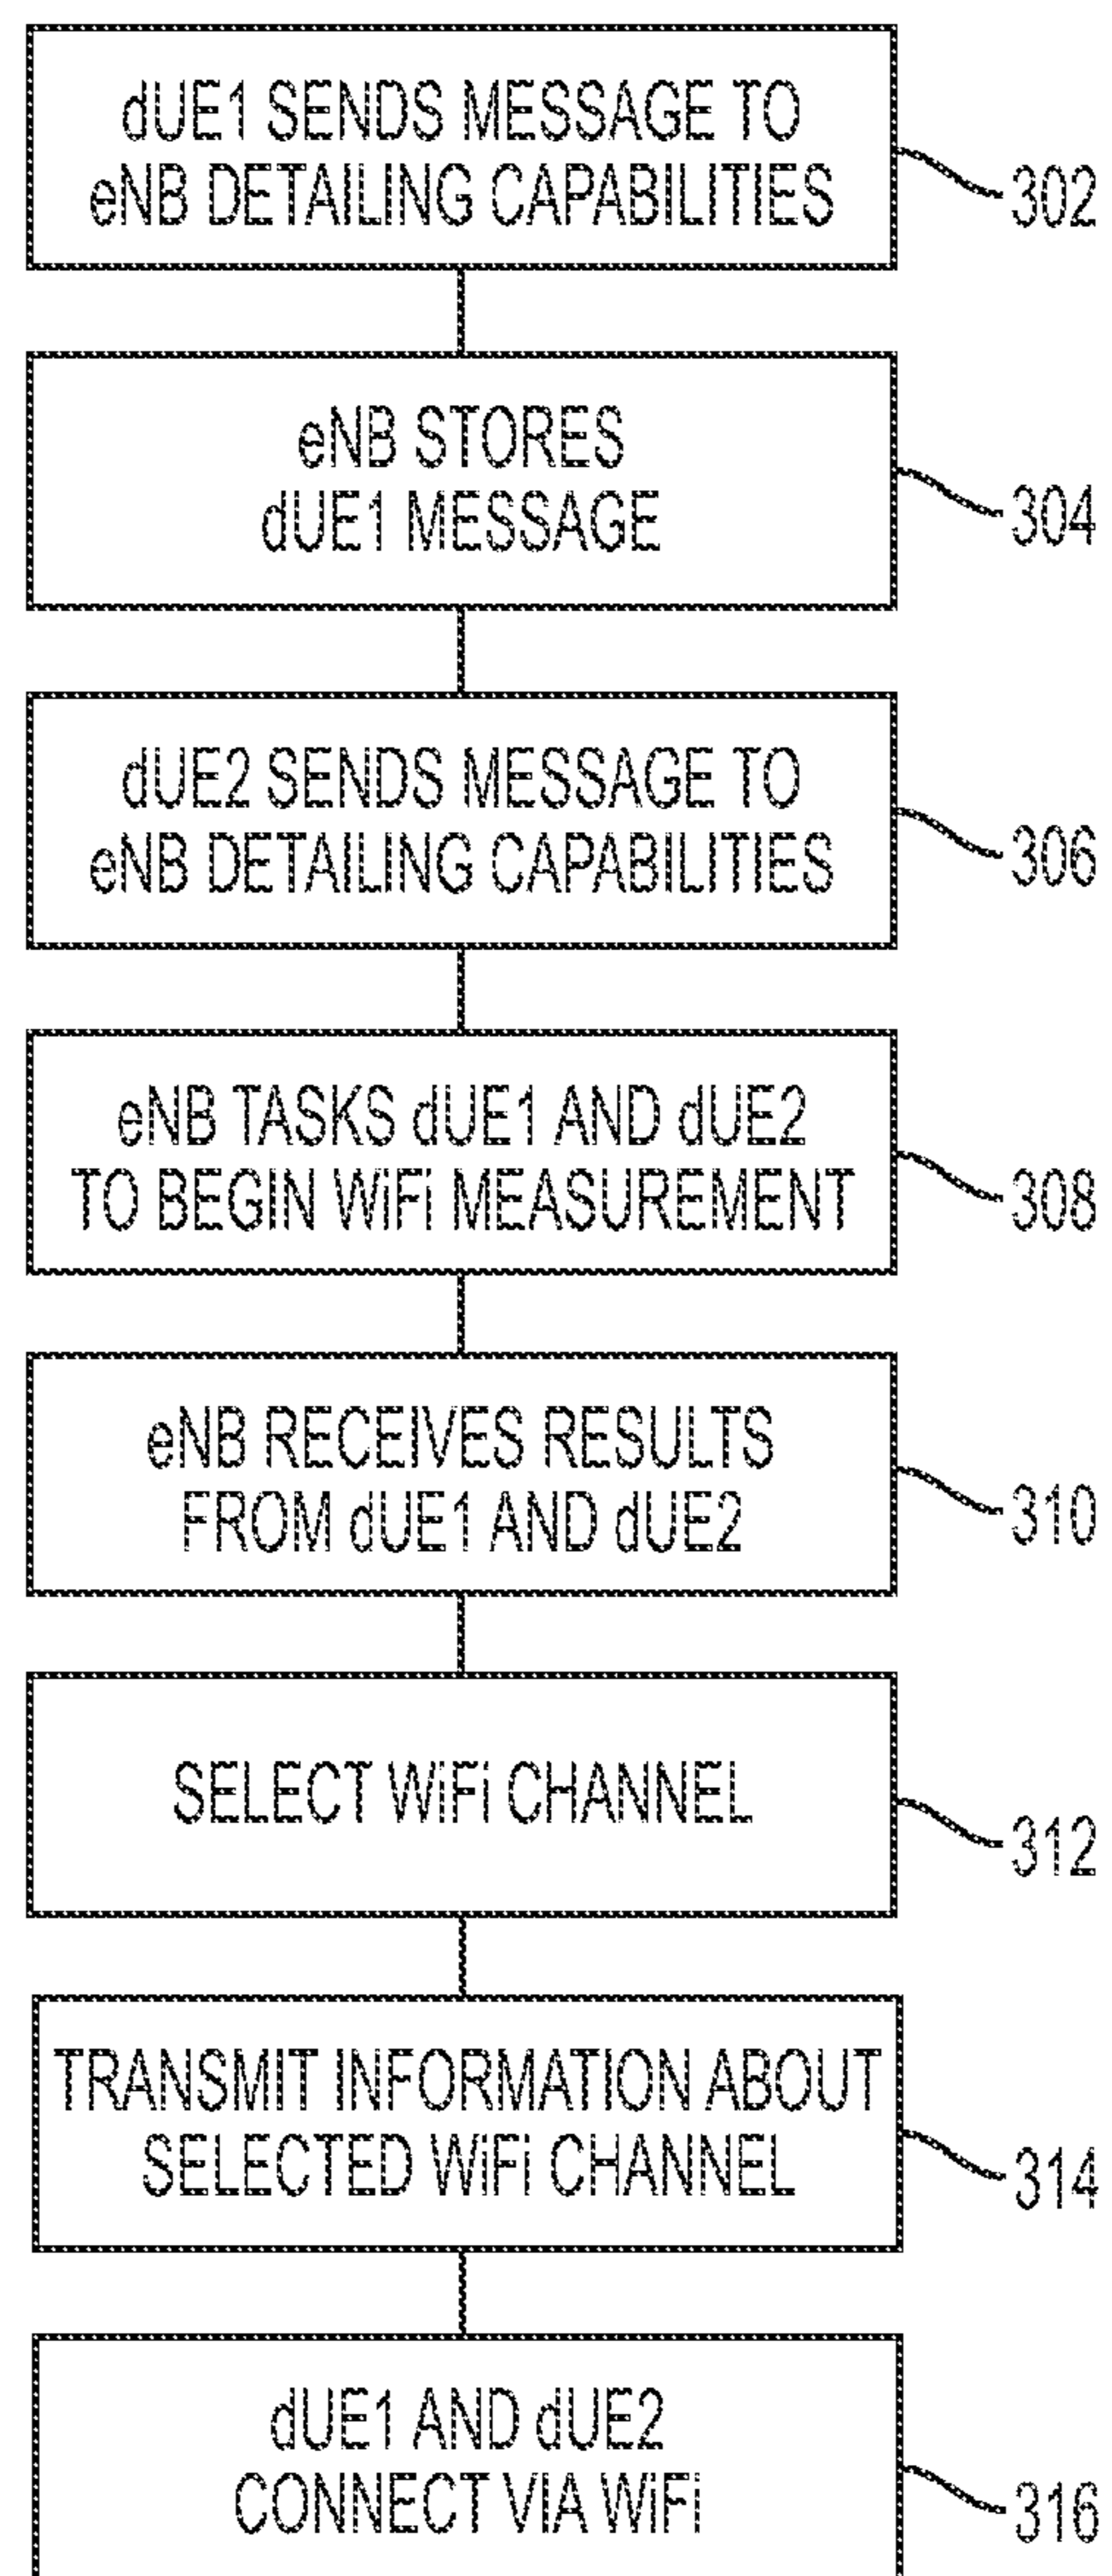 dUE1 SENDS MESSAGE TO
eNB DETAILING CAPABILITIES
302
eNB STORES
dUE1 MESSAGE
304
dUE2 SENDS MESSAGE TO
eNB DETAILING CAPABILITIES
306
eNB TASKS dUE1 AND dUE2
TO BEGIN WiFi MEASUREMENT
308
eNB RECEIVES RESULTS
FROM dUE1 AND dUE2
310
SELECT WiFi CHANNEL
312
TRANSMIT INFORMATION ABOUT
SELECTED WiFi CHANNEL
314
dUE1 AND dUE2
CONNECT VIA WiFi
316